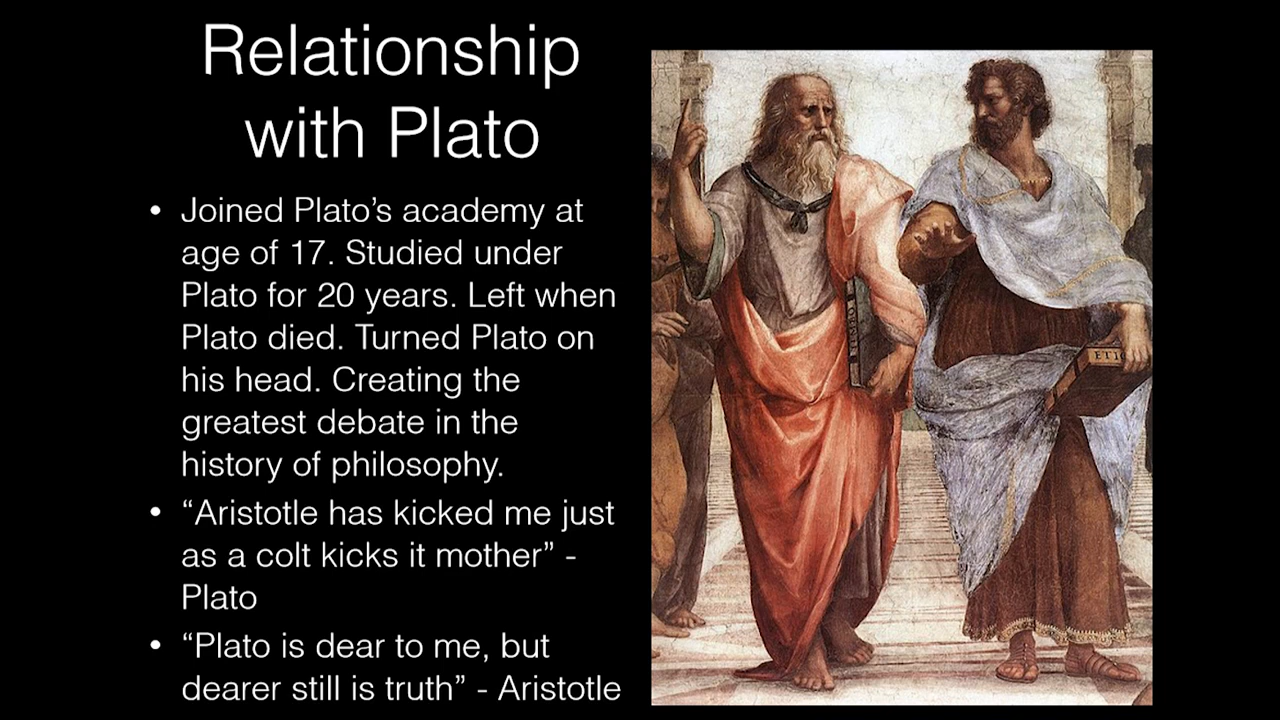 Relationship
with Plato
• Joined Plato’s academy at
age of 17. Studied under
Plato for 20 years. Left when
Plato died. Turned Plato on
his head. Creating the
greatest debate in the
history of philosophy.
• “Aristotle has kicked me just
as a colt kicks it mother” -
Plato
• “Plato is dear to me, but
dearer still is truth” - Aristotle
ETIC